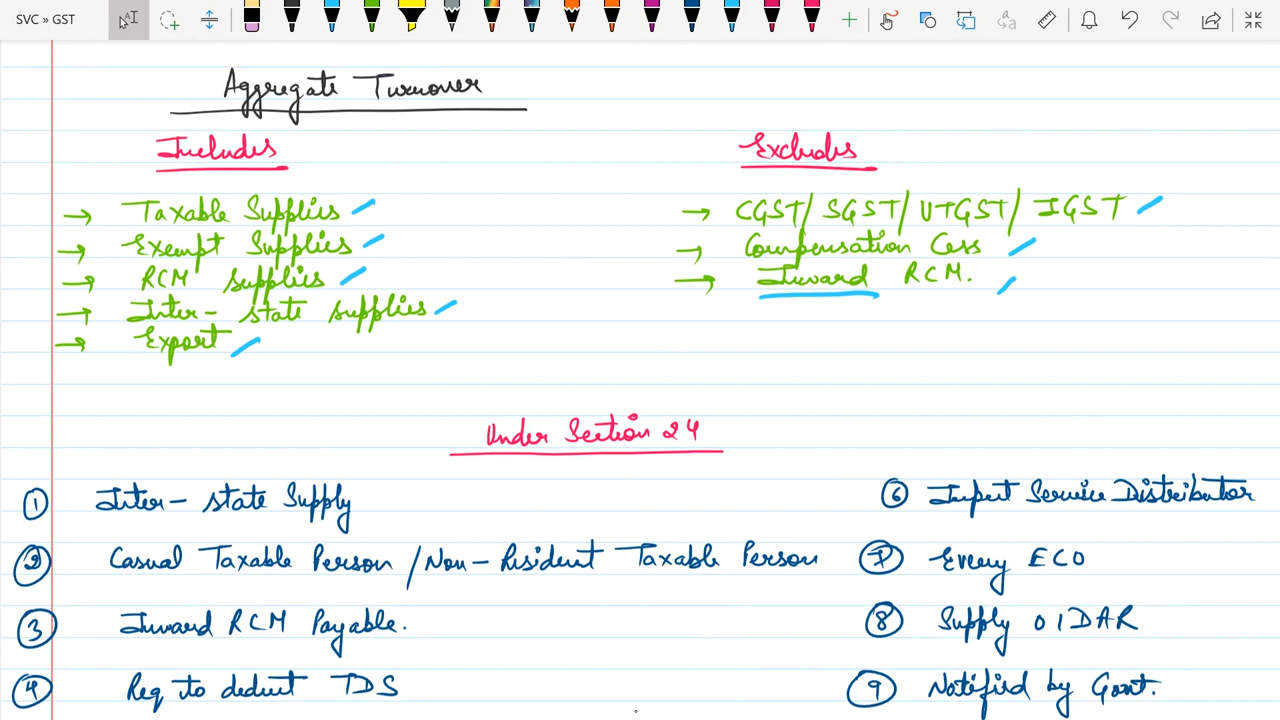 SVC » GST
Aggregate Turnover
Includes
→ Taxable Supplies
→ Exempt Supplies
→ RCM Supplies
→ Inter - state supplies
→ Export
Excludes
→ CGST/ SGST/ UTGST/ IGST
→ Compensation Cess
→ Inward RCM.
Under Section 24
① Inter - state Supply
② Casual Taxable Person / Non - Risident Taxable Person
③ Inward RCM Payable.
④ Req to deduct TDS
⑥ Input Service Distributor
⑦ Every ECO
⑧ Supply OIDAR
⑨ Notified by Govt.